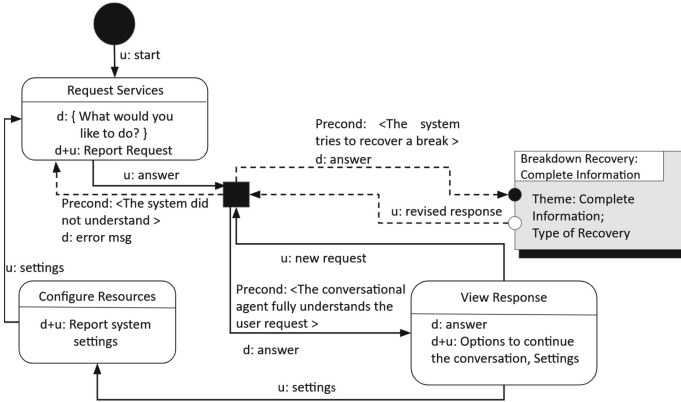 u: start
Request Services
d: { What would you
like to do? }
d+u: Report Request
u: answer
Precond: <The system did
not understand >
d: error msg
Precond: <The system
tries to recover a break >
d: answer
Breakdown Recovery:
Complete Information
Theme: Complete
Information;
Type of Recovery
u: revised response
u: new request
u: settings
Configure Resources
d+u: Report system
settings
Precond: <The conversational
agent fully understands the
user request >
d: answer
View Response
d: answer
d+u: Options to continue
the conversation, Settings
u: settings